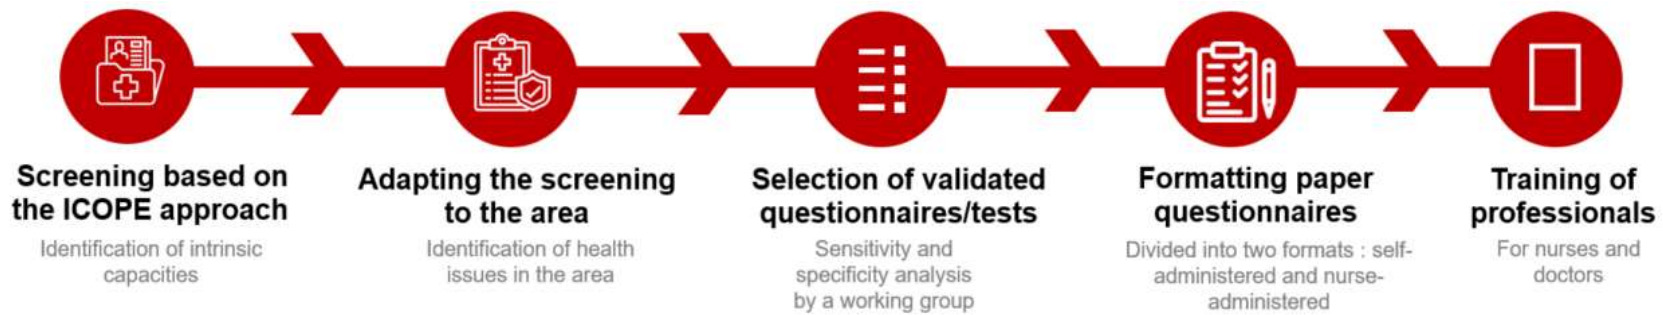 Screening based on
the ICOPE approach
Identification of intrinsic
capacities
Adapting the screening
to the area
Identification of health
issues in the area
Selection of validated
questionnaires/tests
Sensitivity and
specificity analysis
by a working group
Formatting paper
questionnaires
Divided into two formats : self-
administered and nurse-
administered
Training of
professionals
For nurses and
doctors